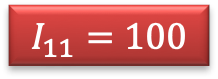 I₁₁ = 100